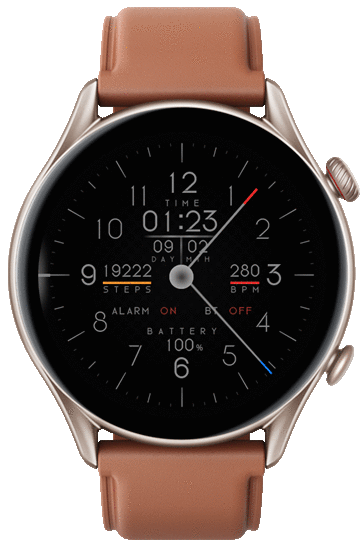 12
11
TIME
01:23
10
2
09 02
DAY MTH
9
19222
STEPS
280
BPM
3
ALARM ON
BT OFF
8
4
BATTERY
100%
7
5
6